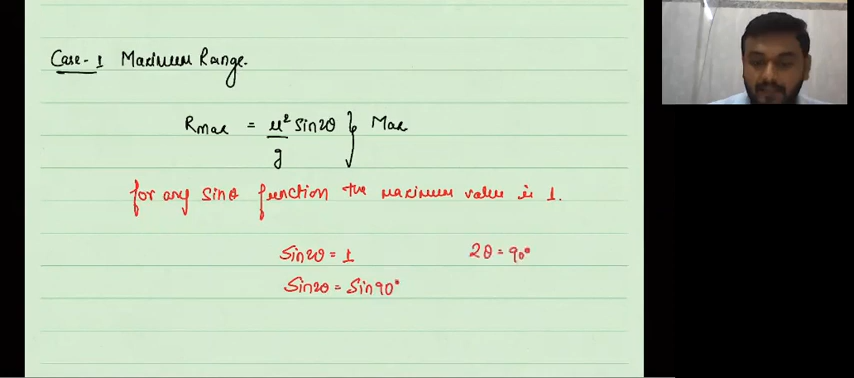 Case-1 Maximum Range.
Rmax = u² Sin2θ } Max
g
for any sinθ function the maximum value is 1.
Sin2θ = 1 2θ = 90°
Sin2θ = Sin90°